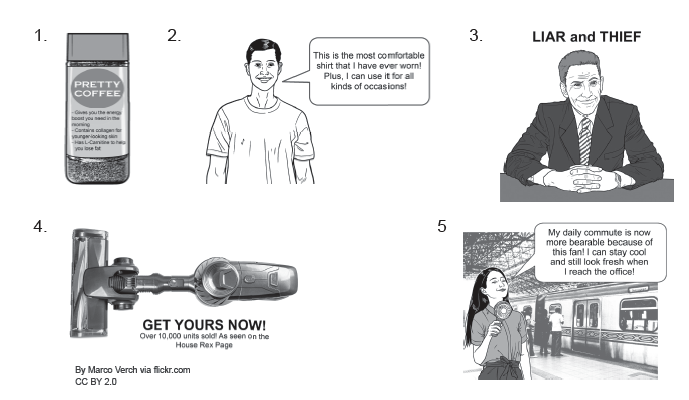 1.
PRETTY
COFFEE
- Gives you the energy
boost you need in the
morning
- Contains collagen for
younger-looking skin
- Has L-Carnitine to help
you lose fat
2.
This is the most comfortable
shirt that I have ever worn!
Plus, I can use it for all
kinds of occasions!
3.
LIAR and THIEF
4.
GET YOURS NOW!
Over 10,000 units sold! As seen on the
House Rex Page
By Marco Verch via flickr.com
CC BY 2.0
5
My daily commute is now
more bearable because of
this fan! I can stay cool
and still look fresh when
I reach the office!